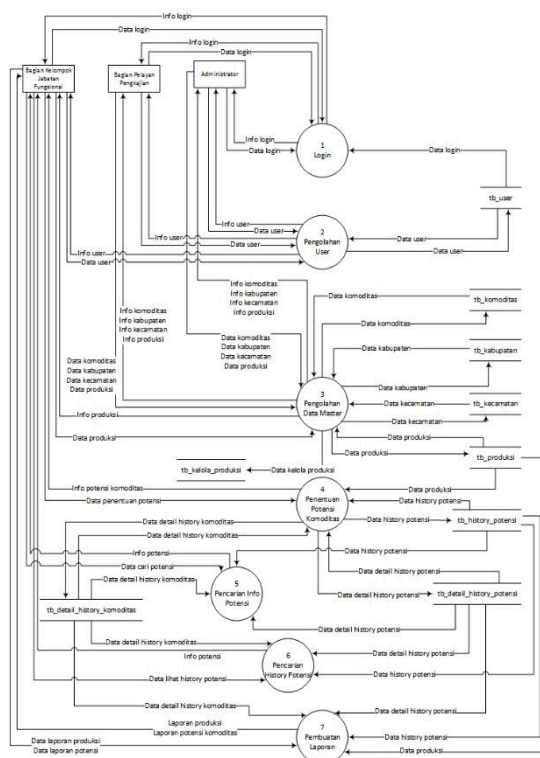 Info login
Data login
Info login
Data login
Bagian Kelompok
Jabatan
Fungsional
Bagian Pelayan
Pengkajian
Administrator
Info login
Data login
1
Login
Data login
tb_user
Info user
Data user
Info user
Data user
Info user
Data user
2
Pengolahan
User
Data user
Data user
Info komoditas
Info kabupaten
Info kecamatan
Info produksi
Info komoditas
Info kabupaten
Info kecamatan
Info produksi
Data komoditas
Data kabupaten
Data kecamatan
Data produksi
Data komoditas
Data kabupaten
Data kecamatan
Data produksi
Data komoditas
tb_komoditas
Data komoditas
Data kabupaten
tb_kabupaten
Data kabupaten
3
Pengolahan
Data Master
Data kecamatan
tb_kecamatan
Data kecamatan
Info produksi
Data produksi
Data produksi
Data produksi
tb_produksi
tb_kelola_produksi
Data kelola produksi
Data produksi
Info potensi komoditas
Data penentuan potensi
4
Penentuan
Potensi
Komoditas
Data history potensi
Data history potensi
tb_history_potensi
Data detail history komoditas
Data detail history komoditas
Data history potensi
Info potensi
Data cari potensi
Data detail history komoditas
5
Pencarian Info
Potensi
Data detail history potensi
Data detail history potensi
tb_detail_history_potensi
tb_detail_history_komoditas
Data detail history potensi
Data detail history komoditas
Info potensi
6
Pencarian
History Potensi
Data detail history potensi
Data history potensi
Data lihat history potensi
Data detail history komoditas
Data detail history potensi
Laporan produksi
Laporan potensi komoditas
7
Pembuatan
Laporan
Data history potensi
Data produksi
Data laporan produksi
Data laporan potensi